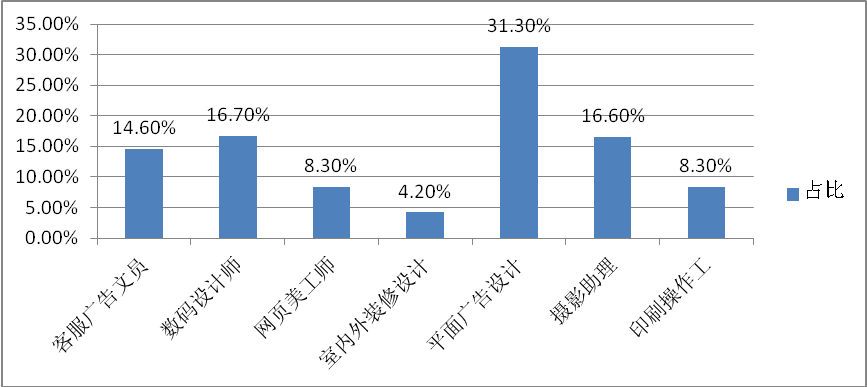 35.00%
30.00%
25.00%
20.00%
15.00%
10.00%
5.00%
0.00%
14.60%
16.70%
8.30%
4.20%
31.30%
16.60%
8.30%
客服广告文员
数码设计师
网页美工师
室内外装修设计
平面广告设计
摄影助理
印刷操作工
占比